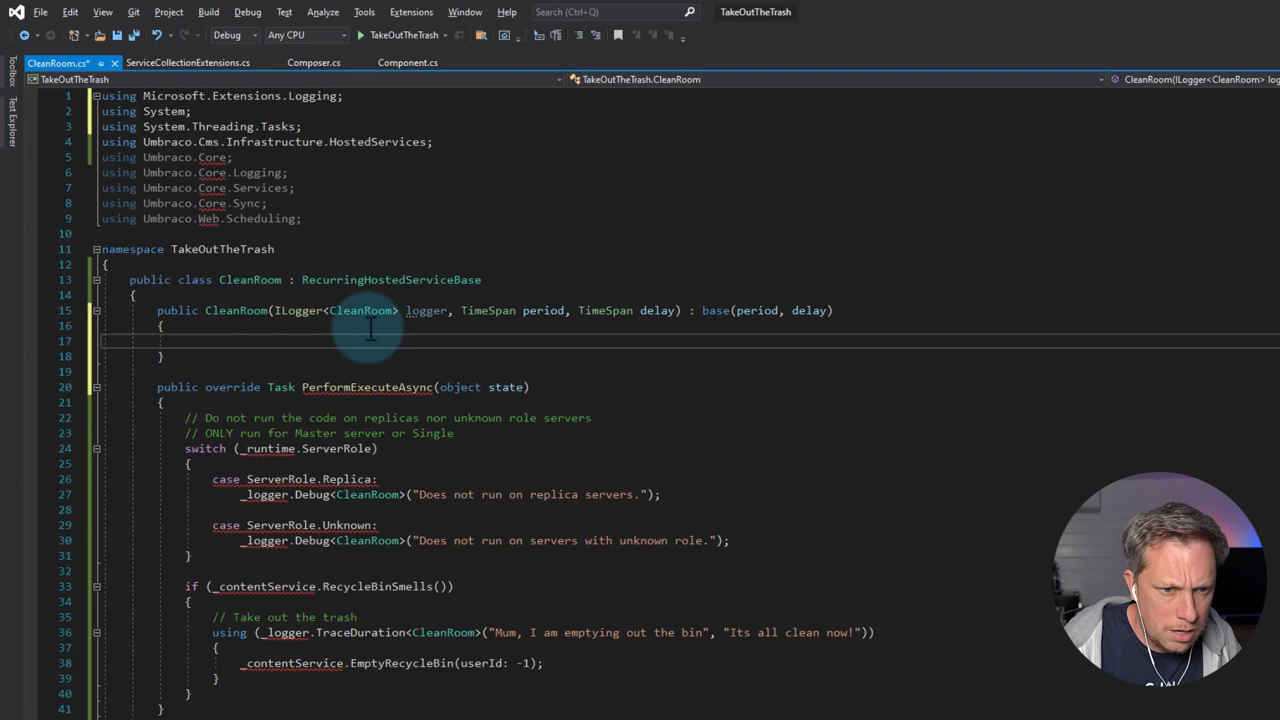 File Edit View Git Project Build Debug Test Analyze Tools Extensions Window Help Search (Ctrl+Q) TakeOutTheTrash
Debug Any CPU TakeOutTheTrash
Toolbox
Test Explorer
CleanRoom.cs* ServiceCollectionExtensions.cs Composer.cs Component.cs
TakeOutTheTrash TakeOutTheTrash.CleanRoom CleanRoom(ILogger<CleanRoom> log
1 using Microsoft.Extensions.Logging;
2 using System;
3 using System.Threading.Tasks;
4 using Umbraco.Cms.Infrastructure.HostedServices;
5 using Umbraco.Core;
6 using Umbraco.Core.Logging;
7 using Umbraco.Core.Services;
8 using Umbraco.Core.Sync;
9 using Umbraco.Web.Scheduling;
10
11 namespace TakeOutTheTrash
12 {
13 public class CleanRoom : RecurringHostedServiceBase
14 {
15 public CleanRoom(ILogger<CleanRoom> logger, TimeSpan period, TimeSpan delay) : base(period, delay)
16 {
17
18 }
19
20 public override Task PerformExecuteAsync(object state)
21 {
22 // Do not run the code on replicas nor unknown role servers
23 // ONLY run for Master server or Single
24 switch (_runtime.ServerRole)
25 {
26 case ServerRole.Replica:
27 _logger.Debug<CleanRoom>("Does not run on replica servers.");
28
29 case ServerRole.Unknown:
30 _logger.Debug<CleanRoom>("Does not run on servers with unknown role.");
31 }
32
33 if (_contentService.RecycleBinSmells())
34 {
35 // Take out the trash
36 using (_logger.TraceDuration<CleanRoom>("Mum, I am emptying out the bin", "Its all clean now!"))
37 {
38 _contentService.EmptyRecycleBin(userId: -1);
39 }
40 }
41 }